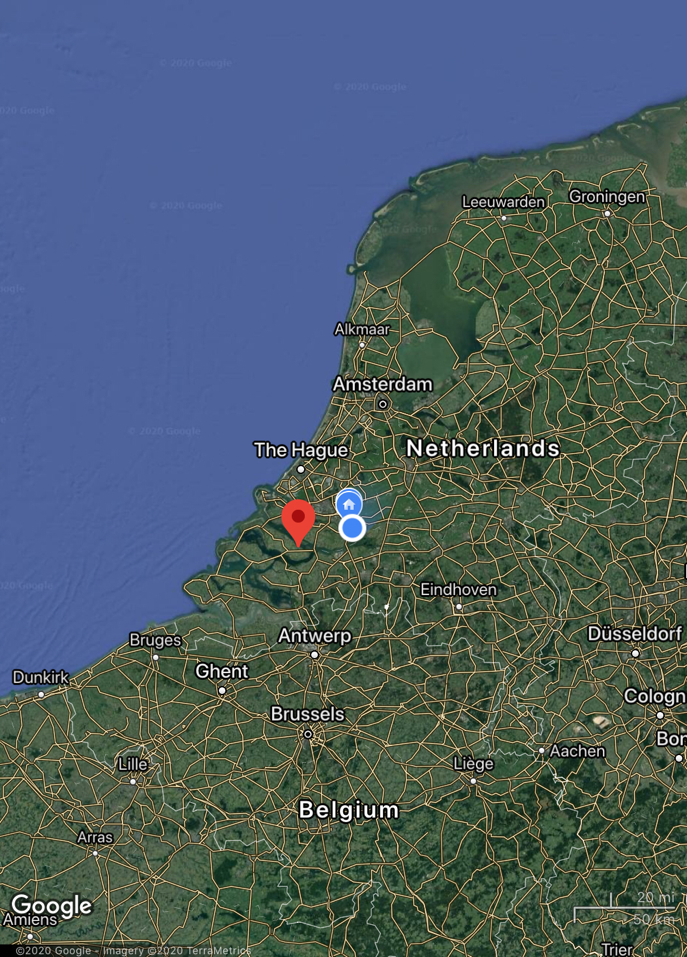 © 2020 Google
© 2020 Google
2020 Google
Leeuwarden
Groningen
© 2020 Google
Google
Alkmaar
Amsterdam
© 2020 Google
The Hague
Netherlands
2020 Google
Eindhoven
Antwerp
Düsseldorf
Bruges
Ghent
Dunkirk
Cologn
Brussels
Bon
Aachen
Lille
Liège
Belgium
Arras
20 mi
Google
50 km
Amiens
Trier
©2020 Google - Imagery ©2020 TerraMetrics